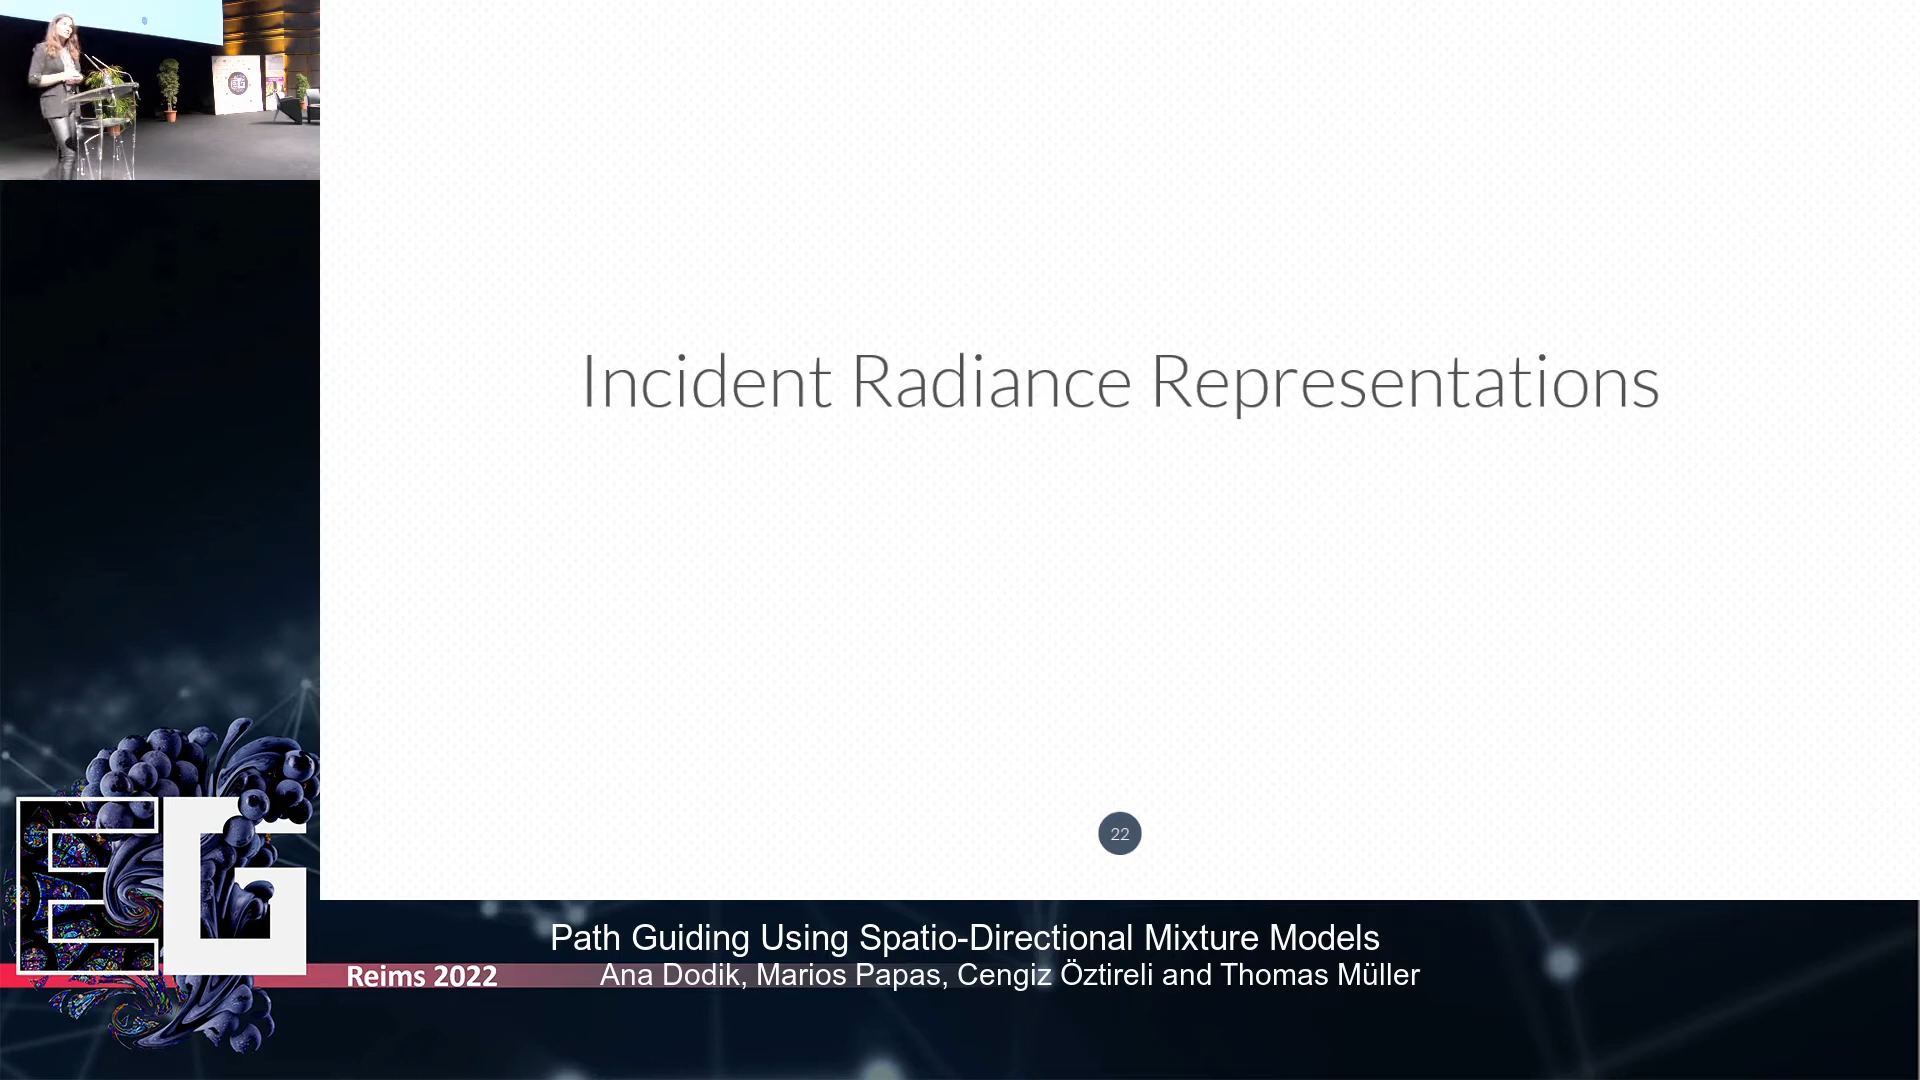 Incident Radiance Representations
22
EG
Path Guiding Using Spatio-Directional Mixture Models
Reims 2022
Ana Dodik, Marios Papas, Cengiz Öztireli and Thomas Müller